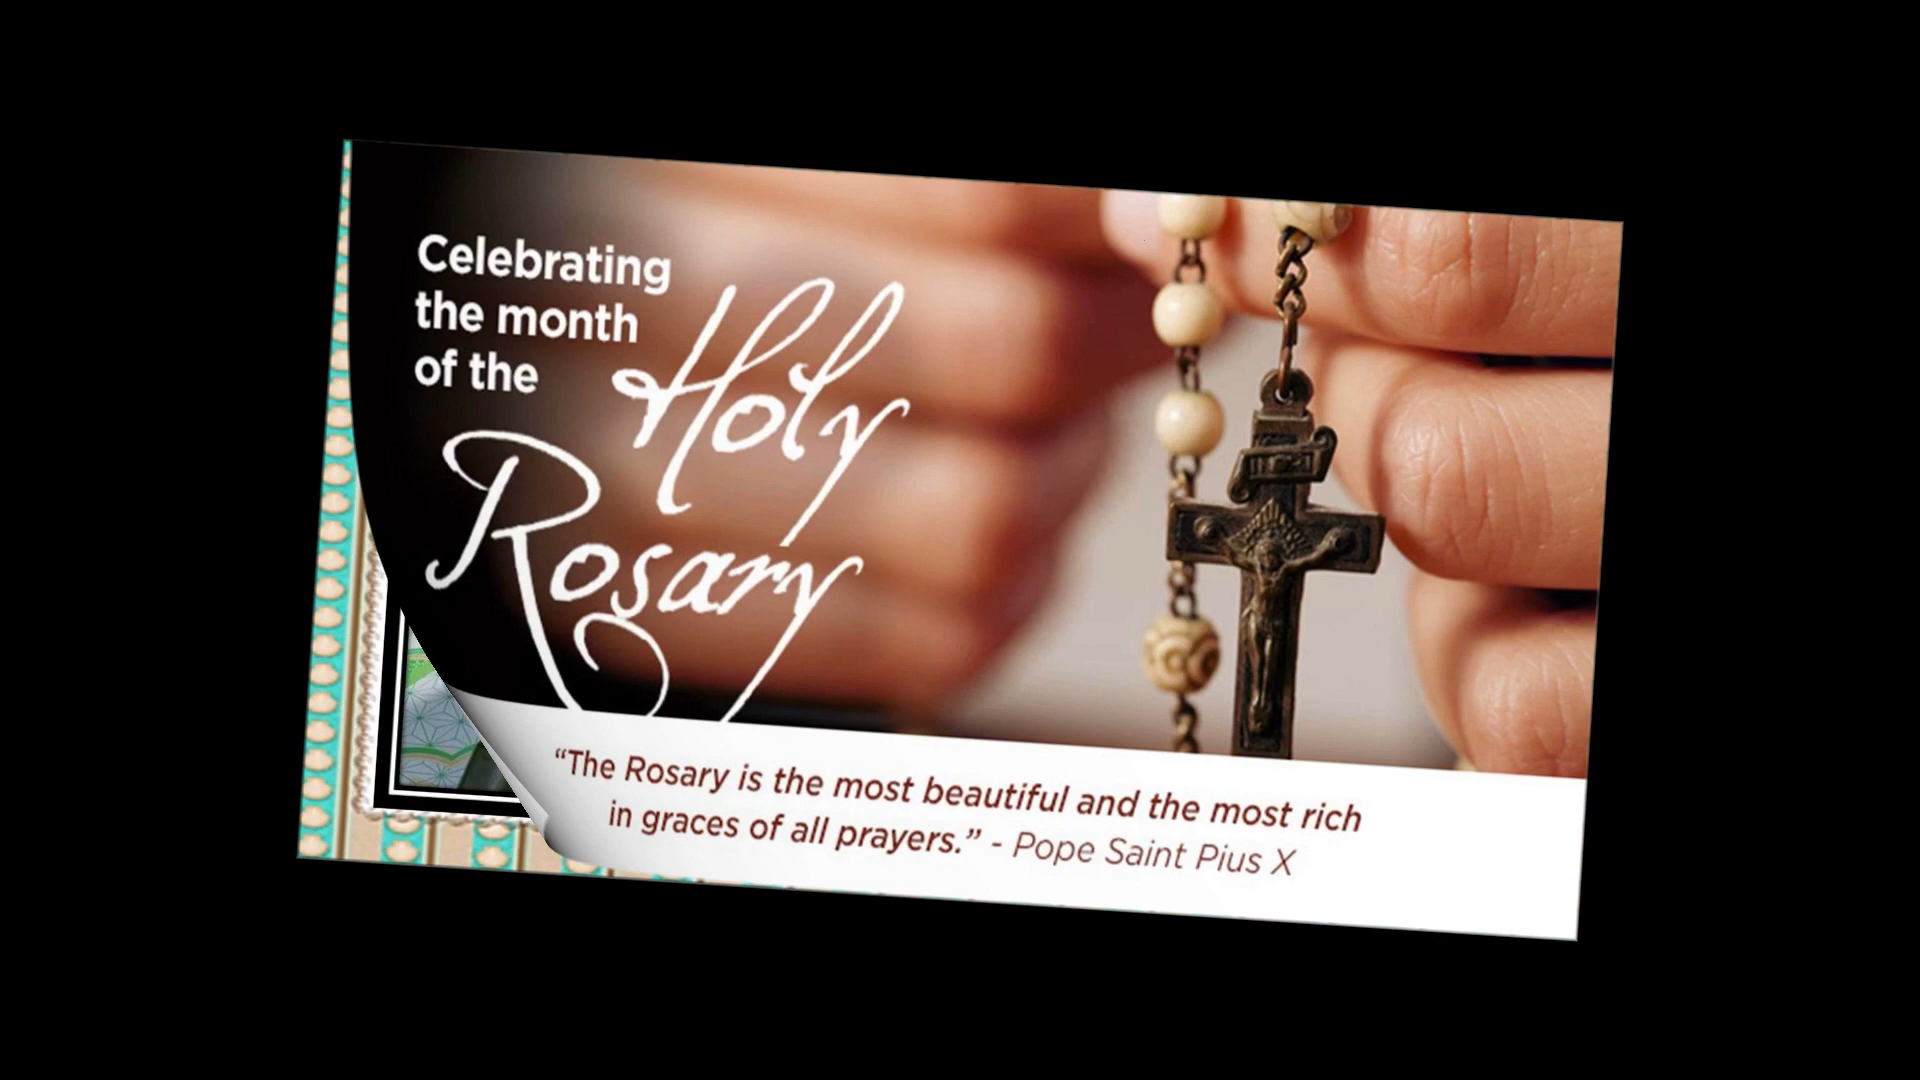 Celebrating
the month
of the
Holy
Rosary
“The Rosary is the most beautiful and the most rich
in graces of all prayers.” - Pope Saint Pius X